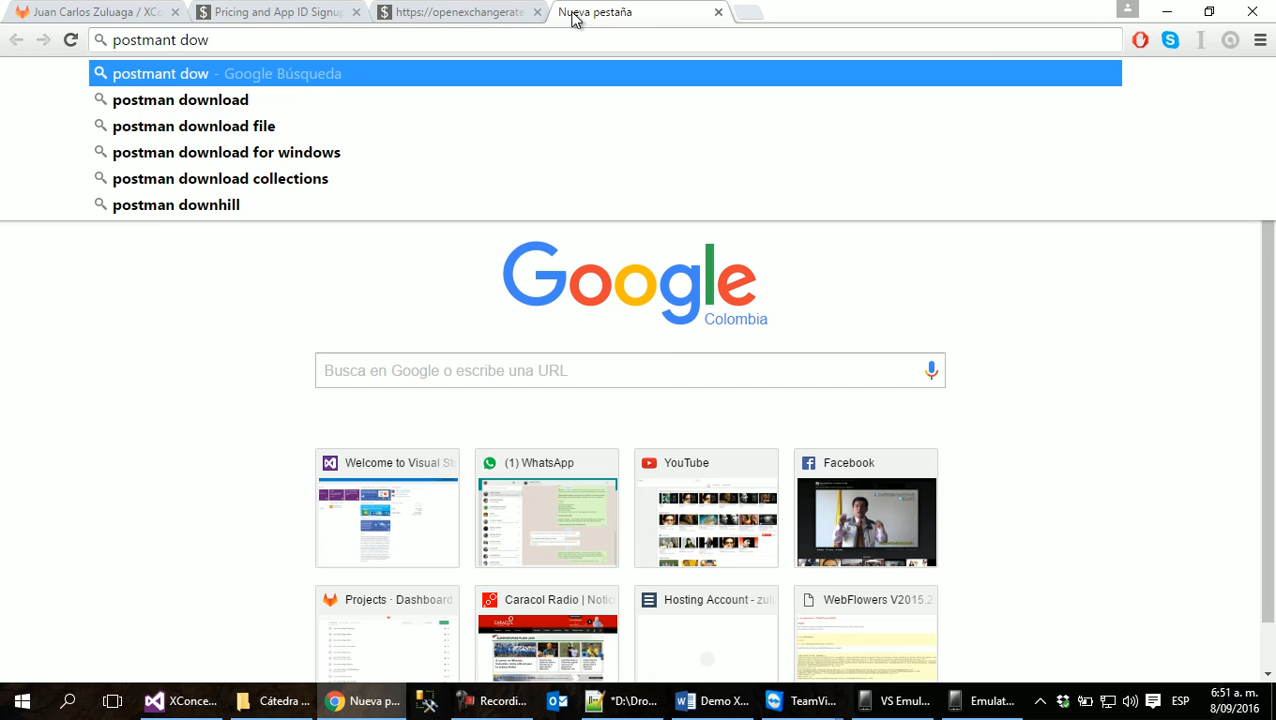 Juan Carlos Zuluaga / XCo
Pricing and App ID Signup
https://openexchangerate
Nueva pestaña
postmant dow
postmant dow - Google Búsqueda
postman download
postman download file
postman download for windows
postman download collections
postman downhill
Google
Colombia
Busca en Google o escribe una URL
Welcome to Visual St
(1) WhatsApp
YouTube
Facebook
Projects · Dashboard
Caracol Radio | Notic
Hosting Account - zul
WebFlowers V2015.2
XConce...
Cátedra ...
Nueva p...
Recordi...
*D:\Dro...
Demo X...
TeamVi...
VS Emul...
Emulat...
ESP
6:51 a. m.
8/09/2016